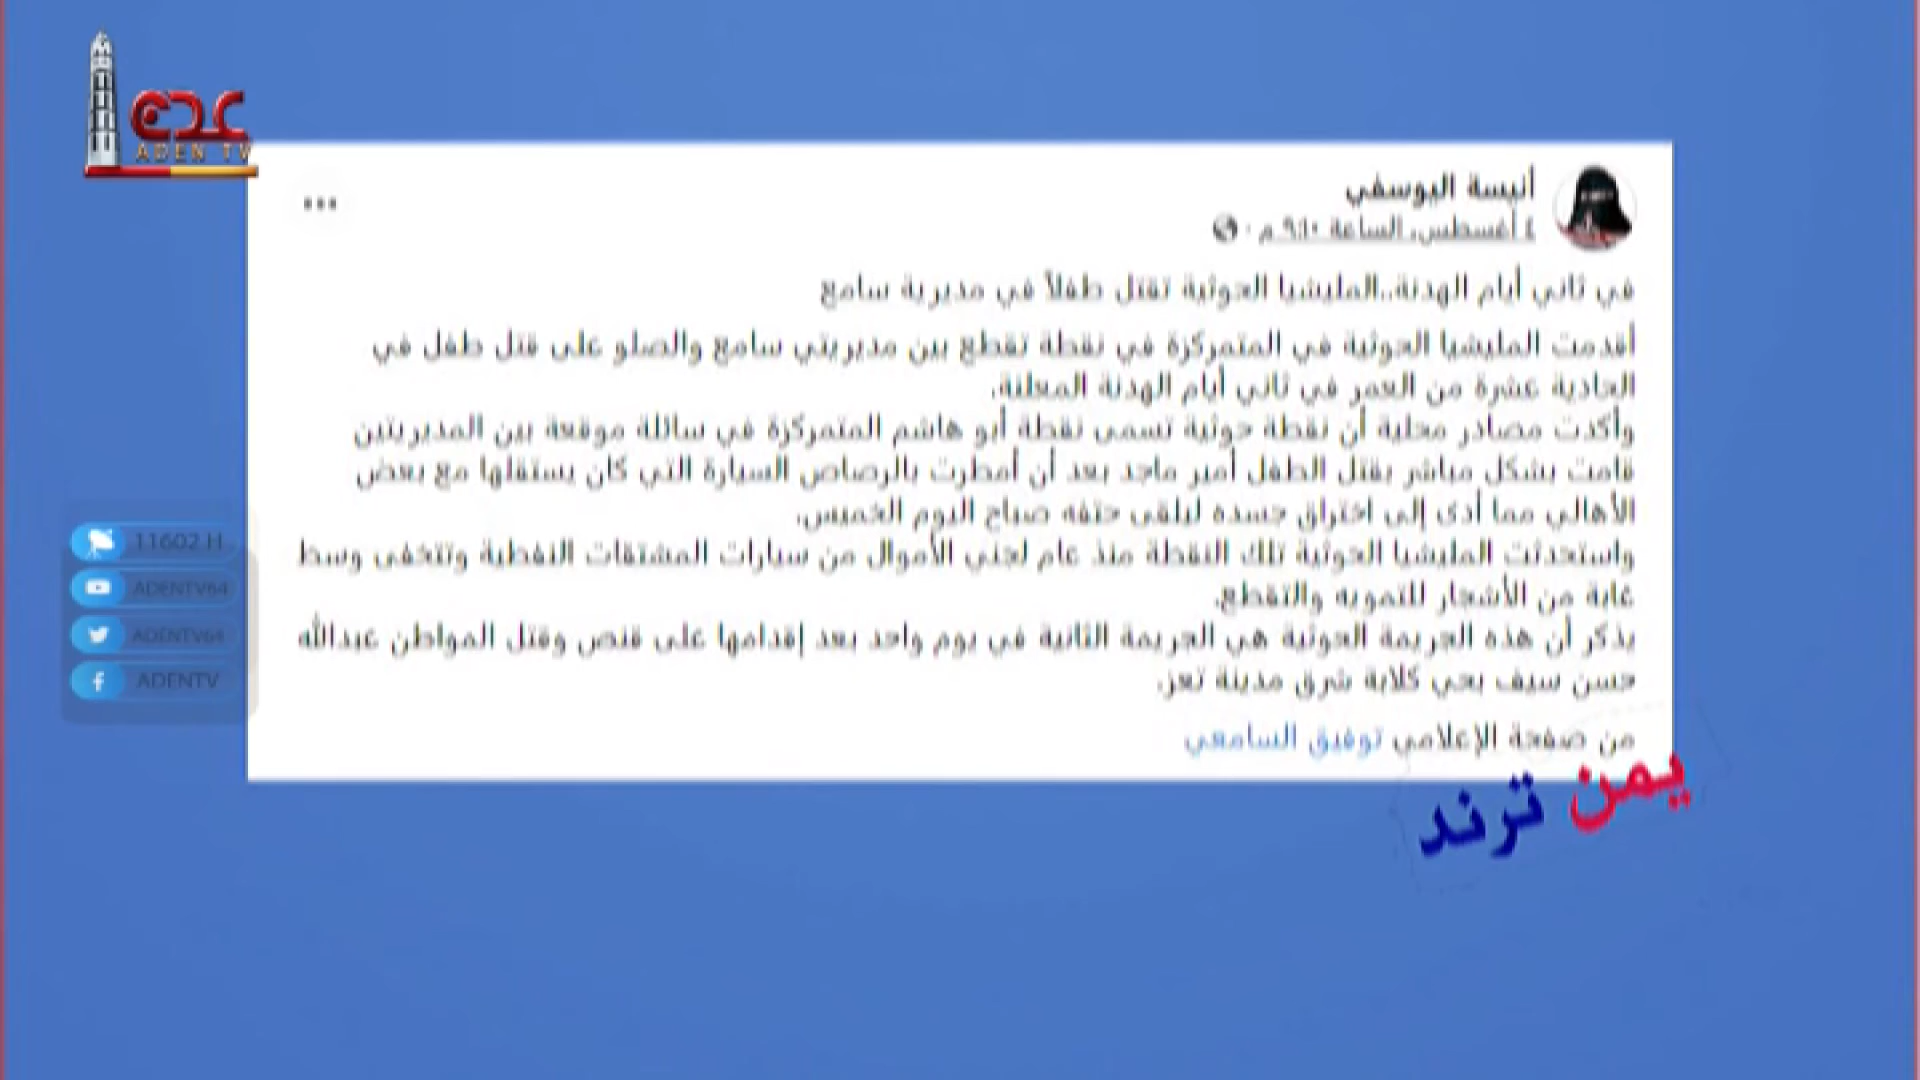 عدن
ADEN TV
أنيسة اليوسفي
٤ أغسطس، الساعة ٩:١٠ م
في ثاني أيام الهدنة..المليشيا الحوثية تقتل طفلاً في مديرية سامع
أقدمت المليشيا الحوثية في المتمركزة في نقطة تقطع بين مديريتي سامع والصلو على قتل طفل في
الحادية عشرة من العمر في ثاني أيام الهدنة المعلنة.
وأكدت مصادر محلية أن نقطة حوثية تسمى نقطة أبو هاشم المتمركزة في سائلة موقعة بين المديريتين
قامت بشكل مباشر بقتل الطفل أمير ماجد بعد أن أمطرت بالرصاص السيارة التي كان يستقلها مع بعض
الأهالي مما أدى إلى اختراق جسده ليلقى حتفه صباح اليوم الخميس.
واستحدثت المليشيا الحوثية تلك النقطة منذ عام لجني الأموال من سيارات المشتقات النفطية وتتخفى وسط
غابة من الأشجار للتمويه والتقطع.
يذكر أن هذه الجريمة الحوثية هي الجريمة الثانية في يوم واحد بعد إقدامها على قنص وقتل المواطن عبدالله
حسن سيف بحي كلابة شرق مدينة تعز.
من صفحة الإعلامي توفيق السامعي
يمن ترند
11602 H
ADENTV64
ADENTV64
ADENTV